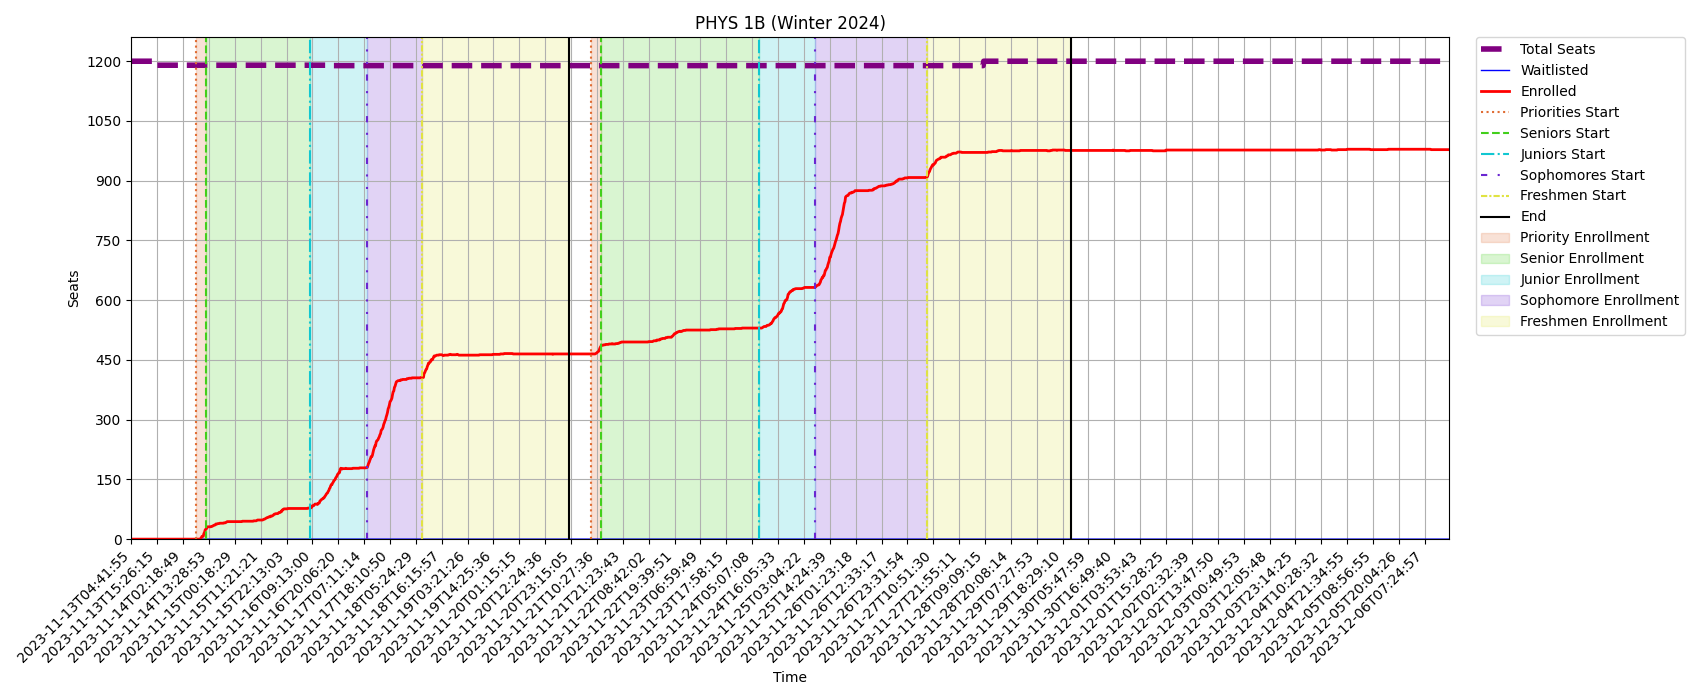 PHYS 1B (Winter 2024)
Seats
1200
1050
900
750
600
450
300
150
0
2023-11-13T04:41:55
2023-11-13T15:26:15
2023-11-14T02:18:49
2023-11-14T13:28:53
2023-11-15T00:18:29
2023-11-15T11:21:21
2023-11-15T22:13:03
2023-11-16T09:13:00
2023-11-16T20:06:20
2023-11-17T07:11:14
2023-11-17T18:10:50
2023-11-18T05:24:29
2023-11-18T16:15:57
2023-11-19T03:21:26
2023-11-19T14:25:36
2023-11-20T01:15:15
2023-11-20T12:24:36
2023-11-20T23:15:05
2023-11-21T10:27:36
2023-11-21T21:23:43
2023-11-22T08:42:02
2023-11-22T19:39:51
2023-11-23T06:59:49
2023-11-23T17:58:15
2023-11-24T05:07:08
2023-11-24T16:05:33
2023-11-25T03:04:22
2023-11-25T14:24:39
2023-11-26T01:23:18
2023-11-26T12:33:17
2023-11-26T23:31:54
2023-11-27T10:51:30
2023-11-27T21:55:11
2023-11-28T09:09:15
2023-11-28T20:08:14
2023-11-29T07:27:53
2023-11-29T18:29:10
2023-11-30T05:47:59
2023-11-30T16:49:40
2023-12-01T03:53:43
2023-12-01T15:28:25
2023-12-02T02:32:39
2023-12-02T13:47:50
2023-12-03T00:49:53
2023-12-03T12:05:48
2023-12-03T23:14:25
2023-12-04T10:28:32
2023-12-04T21:34:55
2023-12-05T08:56:55
2023-12-05T20:04:26
2023-12-06T07:24:57
Time
Total Seats
Waitlisted
Enrolled
Priorities Start
Seniors Start
Juniors Start
Sophomores Start
Freshmen Start
End
Priority Enrollment
Senior Enrollment
Junior Enrollment
Sophomore Enrollment
Freshmen Enrollment